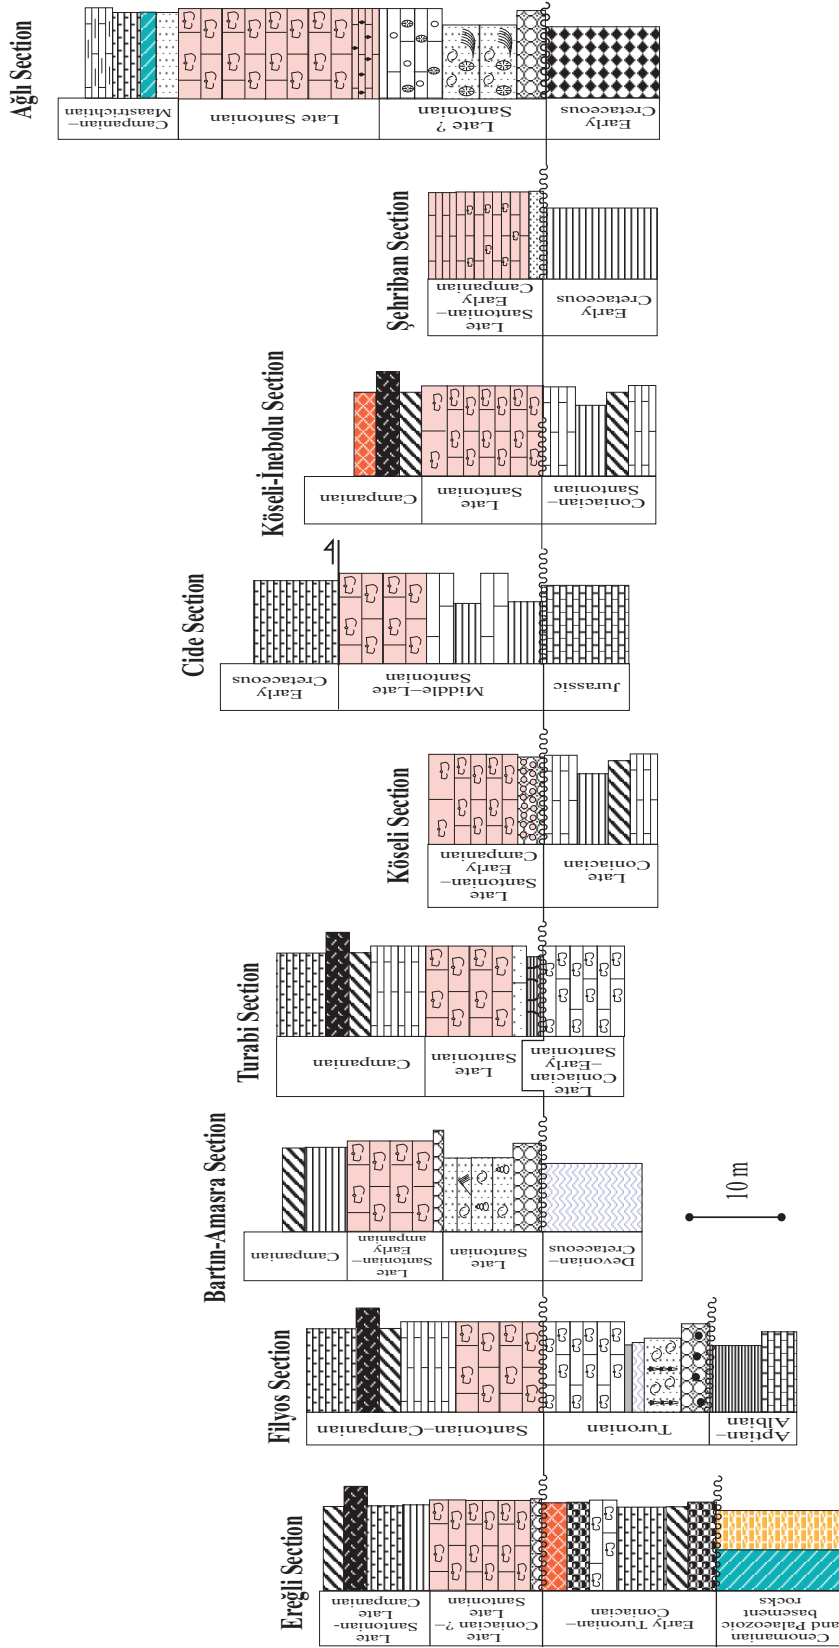 Ağlı Section
Campanian–
Maastrichtian
Late Santonian
Late ?
Santonian
Early
Cretaceous
Şehriban Section
Late
Santonian–
Early
Campanian
Early
Cretaceous
Köseli-İnebolu Section
Campanian
Late
Santonian
Coniacian–
Santonian
Cide Section
Early
Cretaceous
Middle–Late
Santonian
Jurassic
Köseli Section
Late
Santonian–
Early
Campanian
Late
Coniacian
Turabi Section
Campanian
Late
Santonian
Late
Coniacian
–Early
Santonian
Bartın-Amasra Section
Campanian
Late
Santonian–
Early
ampanian
Late
Santonian
Devonian–
Cretaceous
10 m
Filyos Section
Santonian–Campanian
Turonian
Aptian–
Albian
Ereğli Section
Late
Santonian-
Late
Campanian
Late
Coniacian ?–
Late
Santonian
Early Turonian–
Coniacian
Cenomanian
and Palaeozoic
basement
rocks